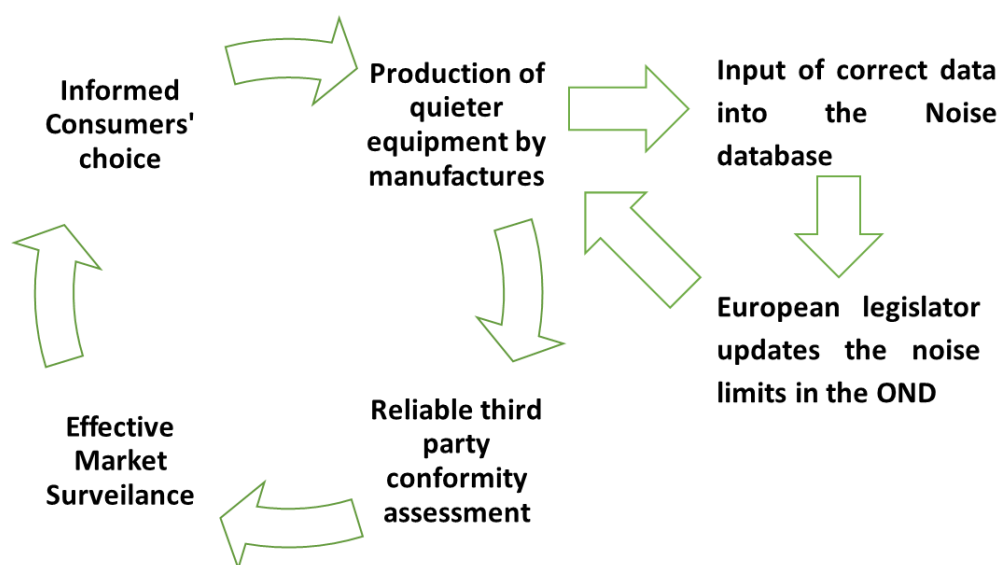 Informed
Consumers'
choice
Production of
quieter
equipment by
manufactures
Input of correct data
into the Noise
database
European legislator
updates the noise
limits in the OND
Reliable third
party
conformity
assessment
Effective
Market
Surveilance